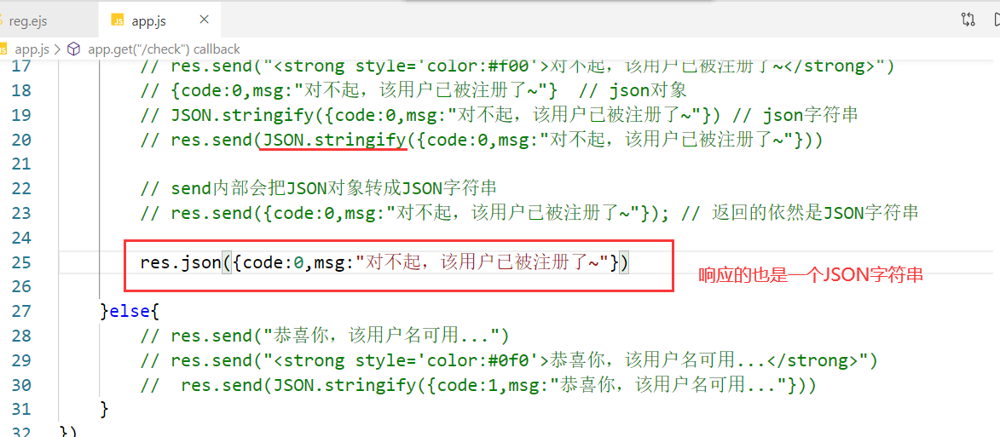 reg.ejs
JS app.js ×
app.js > app.get("/check") callback
17 // res.send("<strong style='color:#f00'>对不起，该用户已被注册了~</strong>")
18 // {code:0,msg:"对不起，该用户已被注册了~"}  // json对象
19 // JSON.stringify({code:0,msg:"对不起，该用户已被注册了~"}) // json字符串
20 // res.send(JSON.stringify({code:0,msg:"对不起，该用户已被注册了~"}))
21
22 // send内部会把JSON对象转成JSON字符串
23 // res.send({code:0,msg:"对不起，该用户已被注册了~"}); // 返回的依然是JSON字符串
24
25 res.json({code:0,msg:"对不起，该用户已被注册了~"})
响应的也是一个JSON字符串
26
27 }else{
28 // res.send("恭喜你，该用户名可用...")
29 // res.send("<strong style='color:#0f0'>恭喜你，该用户名可用...</strong>")
30 //  res.send(JSON.stringify({code:1,msg:"恭喜你，该用户名可用..."}))
31 }
32 })